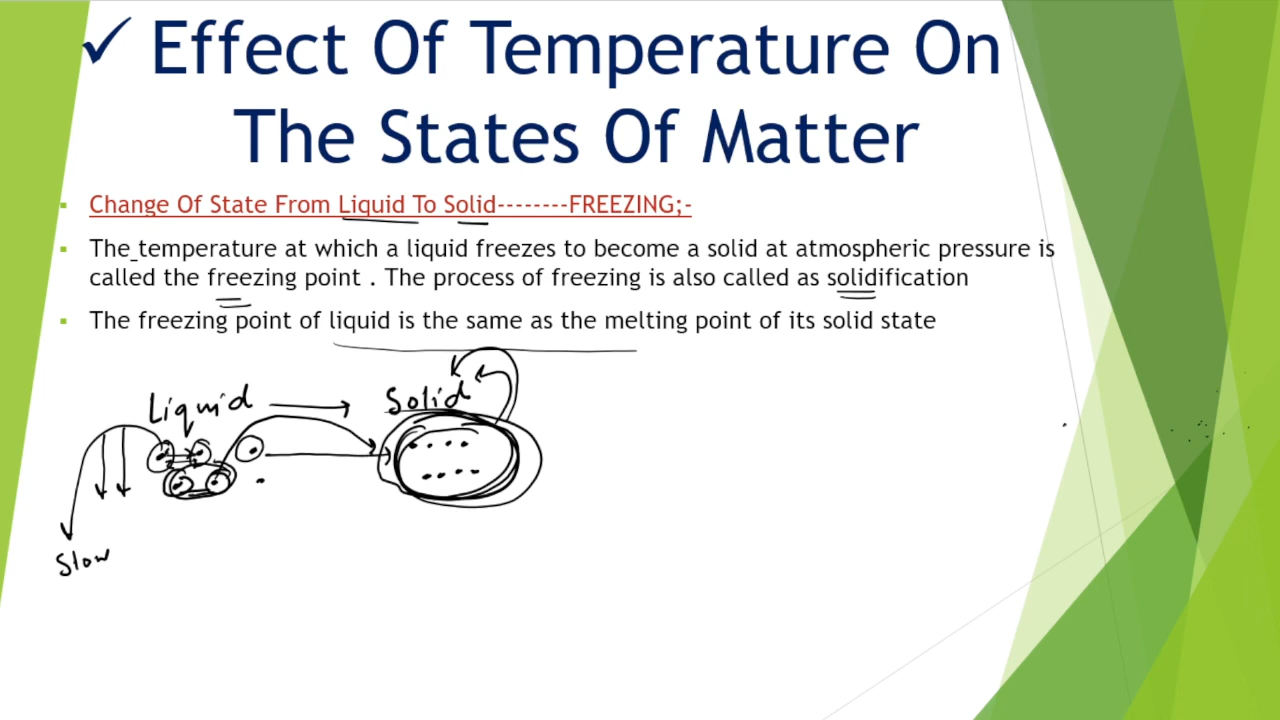 ✓ Effect Of Temperature On
The States Of Matter
▪ Change Of State From Liquid To Solid--------FREEZING;-
▪ The temperature at which a liquid freezes to become a solid at atmospheric pressure is
called the freezing point . The process of freezing is also called as solidification
▪ The freezing point of liquid is the same as the melting point of its solid state
Liquid → Solid
Slow